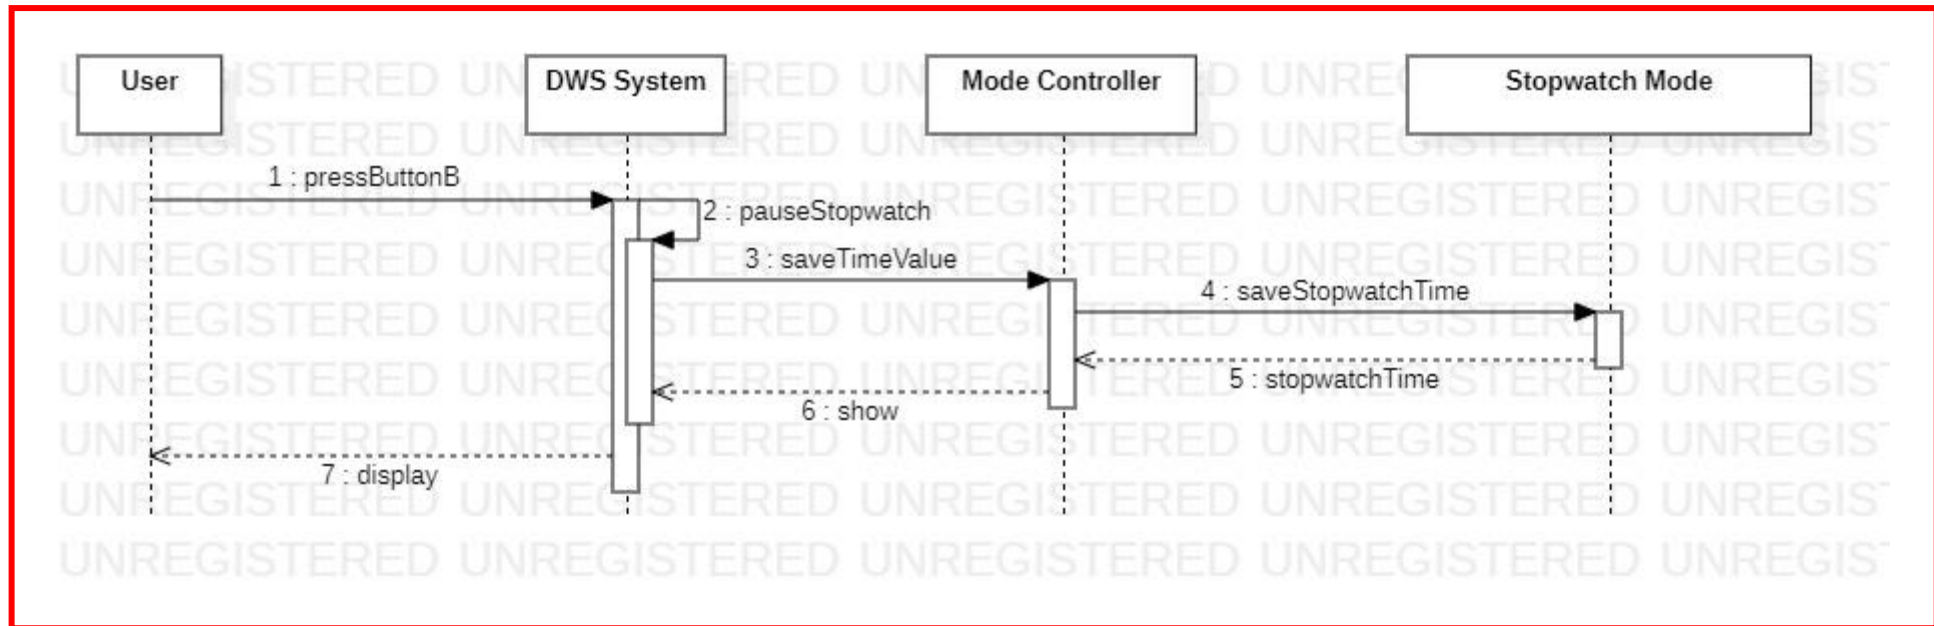 User
DWS System
Mode Controller
Stopwatch Mode
1 : pressButtonB
2 : pauseStopwatch
3 : saveTimeValue
4 : saveStopwatchTime
5 : stopwatchTime
6 : show
7 : display
UNREGISTERED UNREGISTERED UNREGISTERED UNREGISTERED UNREGIS